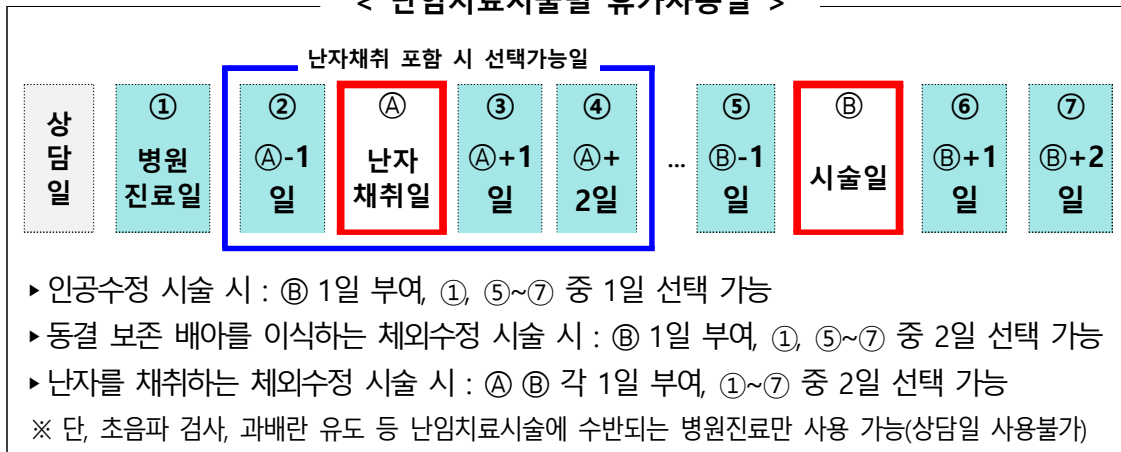 < 난임치료시술별 휴가사용일 >
난자채취 포함 시 선택가능일
상담일
① 병원 진료일
② Ⓐ-1일
Ⓐ 난자 채취일
③ Ⓐ+1일
④ Ⓐ+2일
...
⑤ Ⓑ-1일
Ⓑ 시술일
⑥ Ⓑ+1일
⑦ Ⓑ+2일
▸인공수정 시술 시 : Ⓑ 1일 부여, ①, ⑤~⑦ 중 1일 선택 가능
▸동결 보존 배아를 이식하는 체외수정 시술 시 : Ⓑ 1일 부여, ①, ⑤~⑦ 중 2일 선택 가능
▸난자를 채취하는 체외수정 시술 시 : Ⓐ Ⓑ 각 1일 부여, ①~⑦ 중 2일 선택 가능
※ 단, 초음파 검사, 과배란 유도 등 난임치료시술에 수반되는 병원진료만 사용 가능(상담일 사용불가)